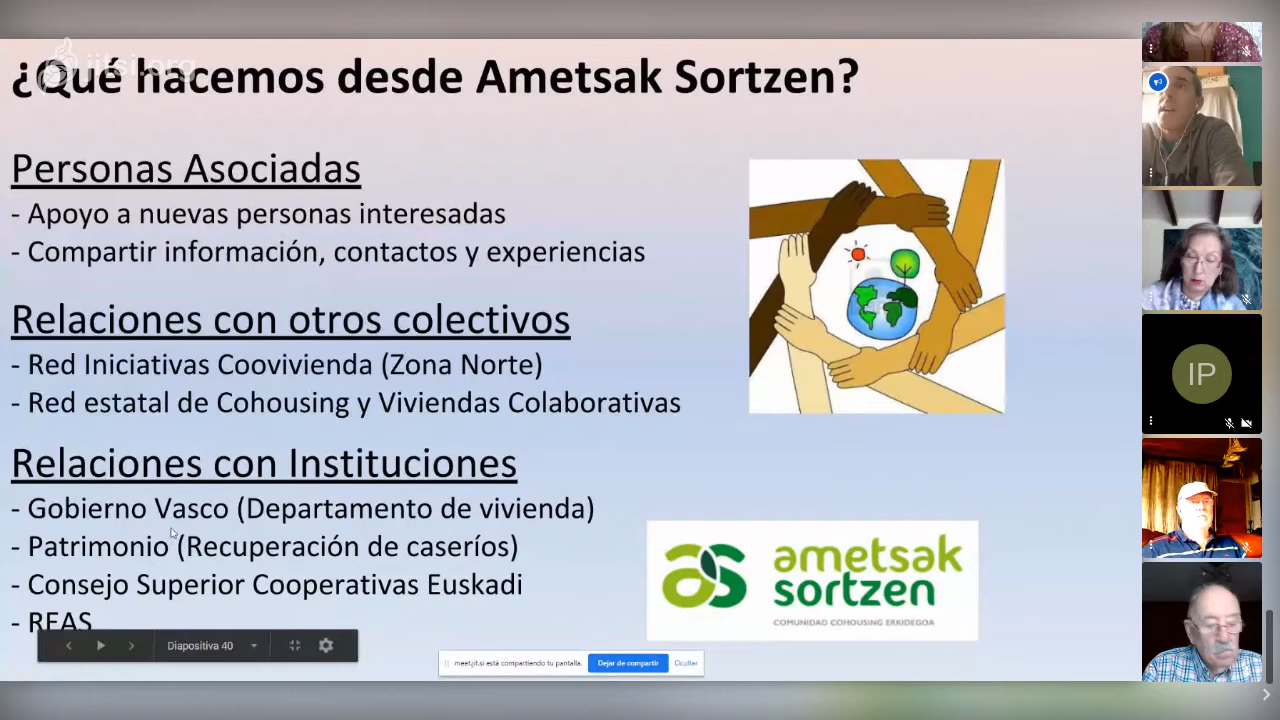 jitsi.org
¿Qué hacemos desde Ametsak Sortzen?
Personas Asociadas
- Apoyo a nuevas personas interesadas
- Compartir información, contactos y experiencias
Relaciones con otros colectivos
- Red Iniciativas Coovivienda (Zona Norte)
- Red estatal de Cohousing y Viviendas Colaborativas
Relaciones con Instituciones
- Gobierno Vasco (Departamento de vivienda)
- Patrimonio (Recuperación de caseríos)
- Consejo Superior Cooperativas Euskadi
- REAS
as
ametsak
sortzen
COMUNIDAD COHOUSING ERKIDEGOA
Diapositiva 40
meet.jit.si está compartiendo tu pantalla.
Dejar de compartir
Ocultar
IP